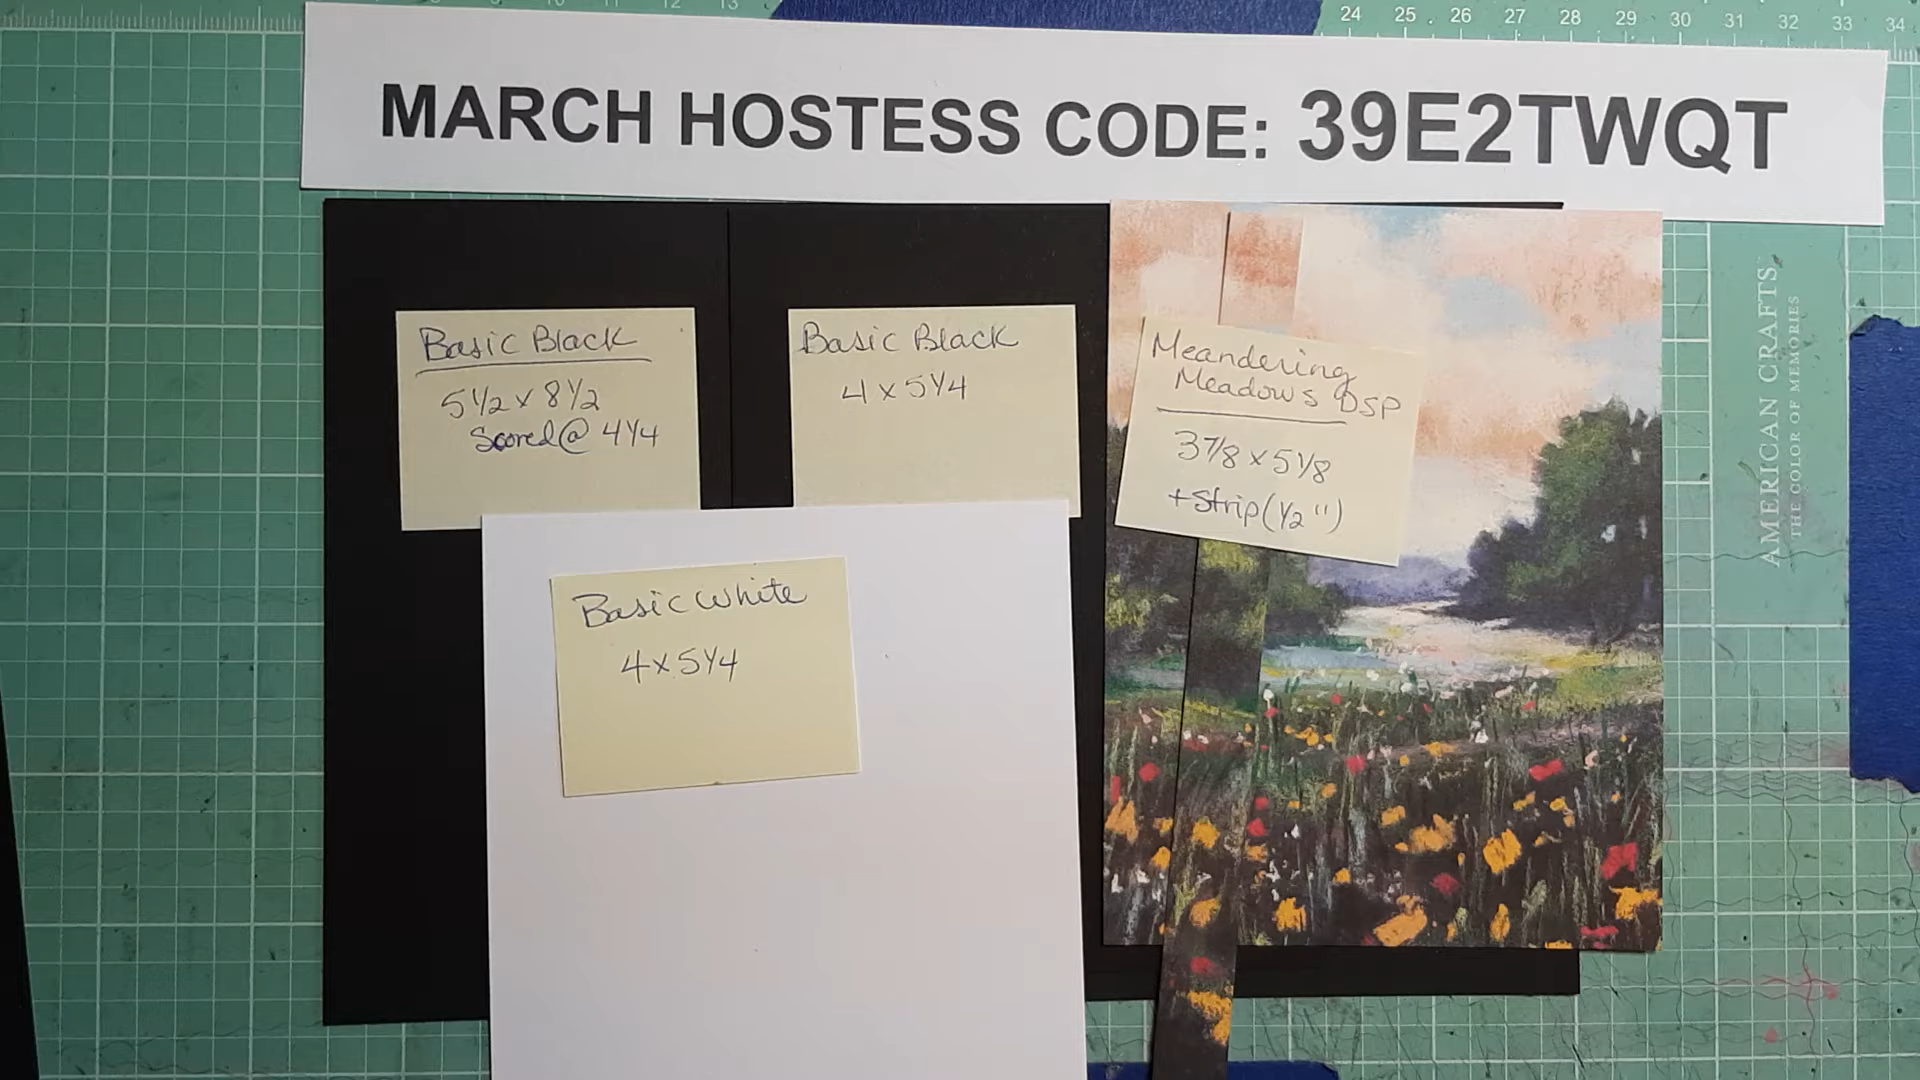 12
13
24 25 26 27 28 29 30 31 32 33 34
MARCH HOSTESS CODE: 39E2TWQT
Basic Black
5 1/2 x 8 1/2
Scored @ 4 1/4
Basic Black
4 x 5 1/4
Meandering
Meadows DSP
3 7/8 x 5 1/8
+ Strip (1/2 ")
Basic White
4 x 5 1/4
AMERICAN CRAFTS
THE COLOR OF MEMORIES